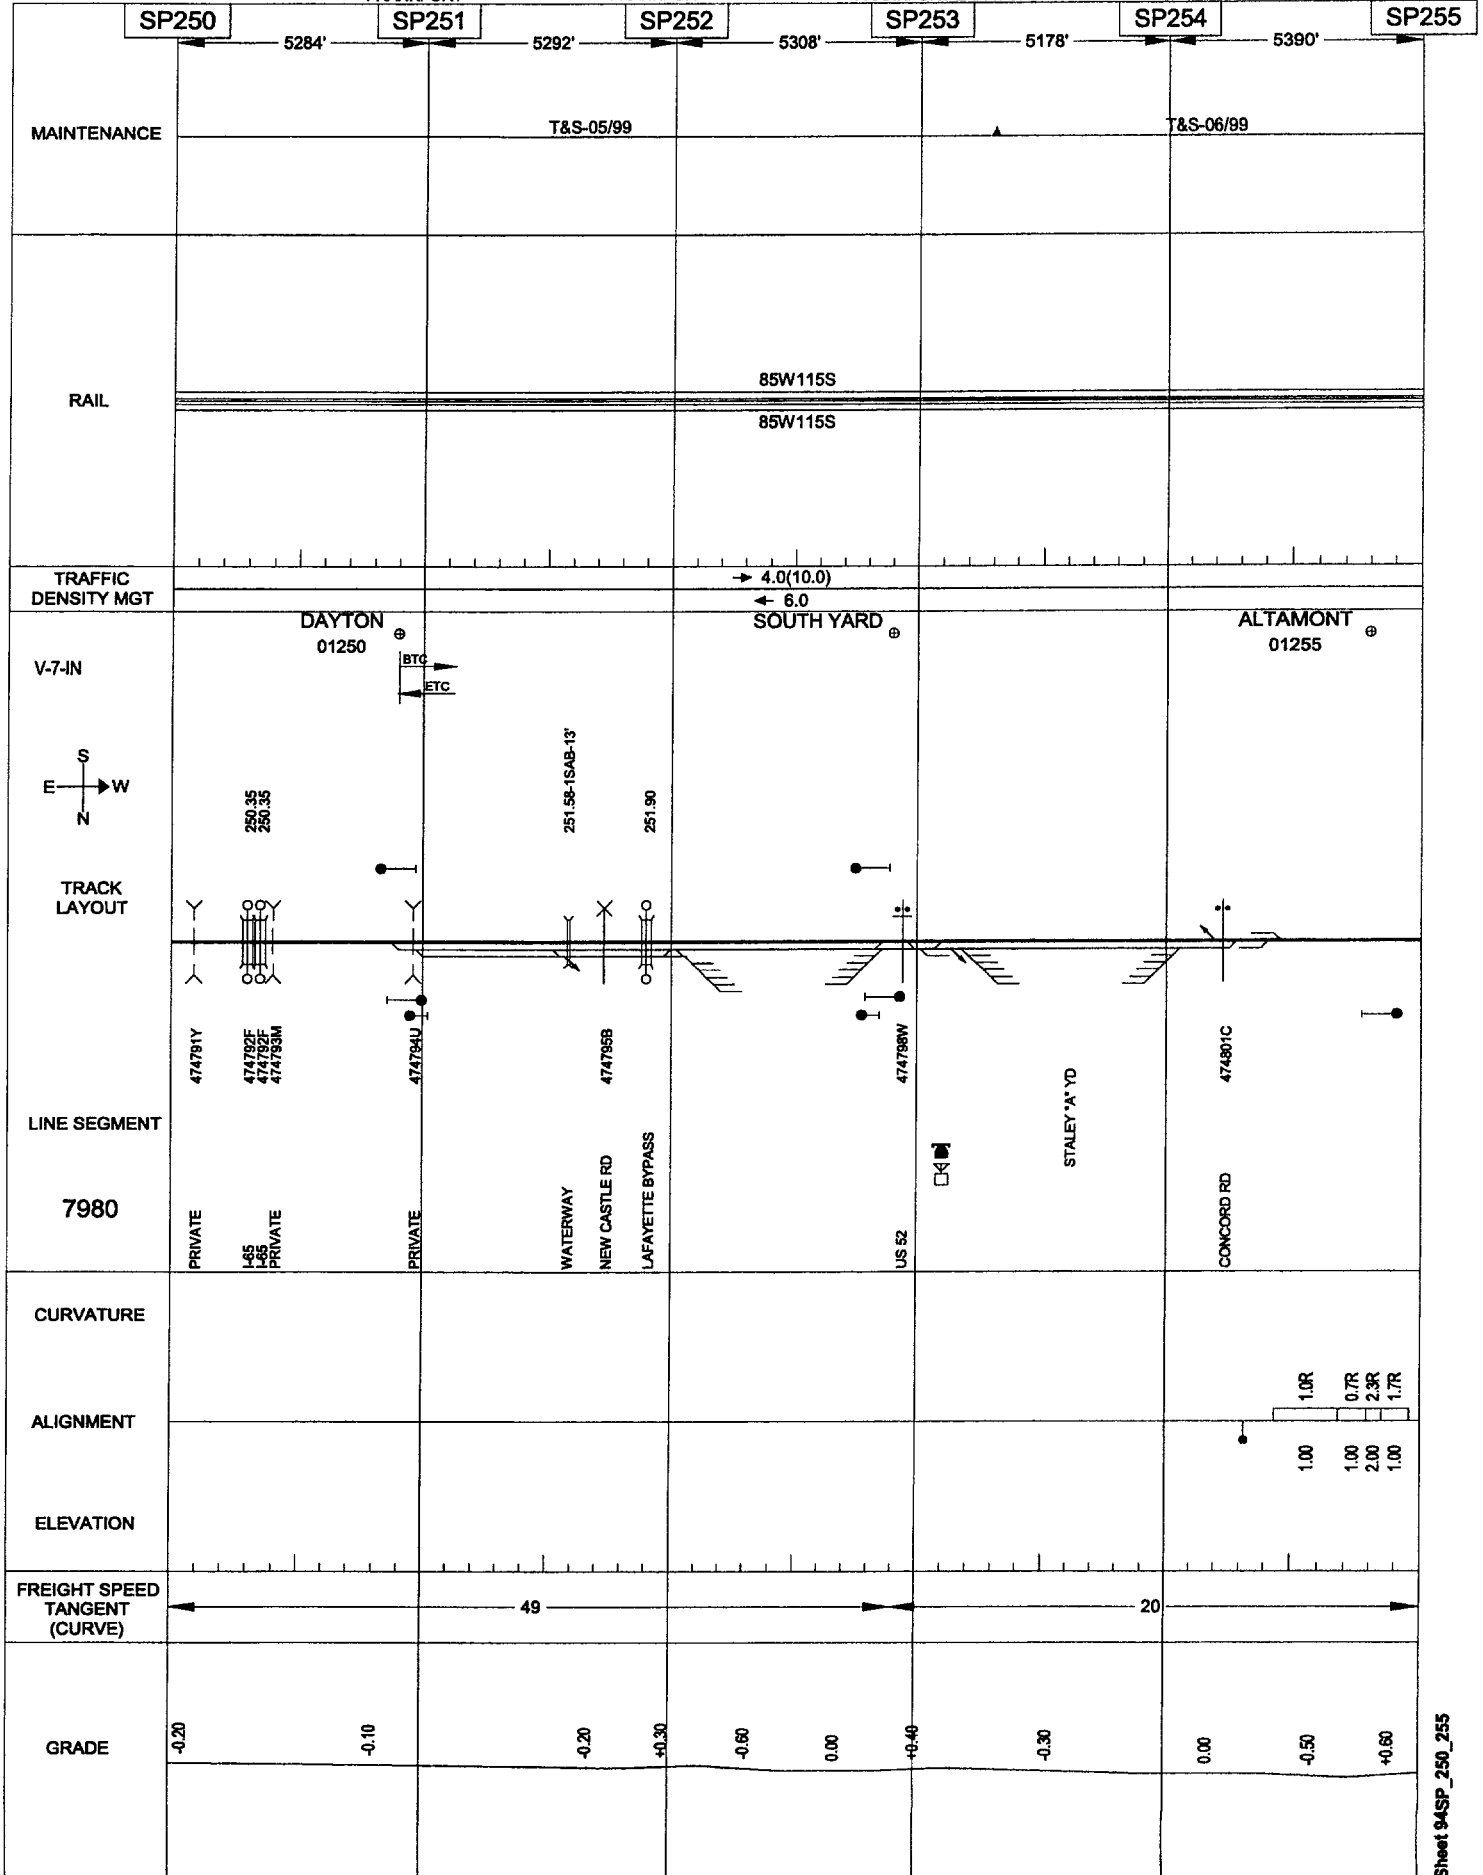 SP250 SP251 SP252 SP253 SP254 SP255
5284' 5292' 5308' 5178' 5390'
MAINTENANCE
T&S-05/99 T&S-06/99
RAIL
85W115S
85W115S
TRAFFIC
DENSITY MGT
4.0(10.0)
6.0
DAYTON SOUTH YARD ALTAMONT
01250 01255
V-7-IN
BTC
ETC
S
E W
N
250.35
250.35
251.58-1SAB-13'
251.90
TRACK
LAYOUT
474791Y
474792F
474792F
474793M
474794U
474795B
474798W
474801C
LINE SEGMENT
7980
PRIVATE
I-65
I-65
PRIVATE
PRIVATE
WATERWAY
NEW CASTLE RD
LAFAYETTE BYPASS
US 52
STALEY "A" YD
CONCORD RD
CURVATURE
1.0R 0.7R 2.3R 1.7R
ALIGNMENT
1.00 1.00 2.00 1.00
ELEVATION
FREIGHT SPEED
TANGENT
(CURVE)
49 20
GRADE
-0.20 -0.10 -0.20 +0.30 -0.60 0.00 +0.40 -0.30 0.00 -0.50 +0.60
Sheet 94SP_250_255